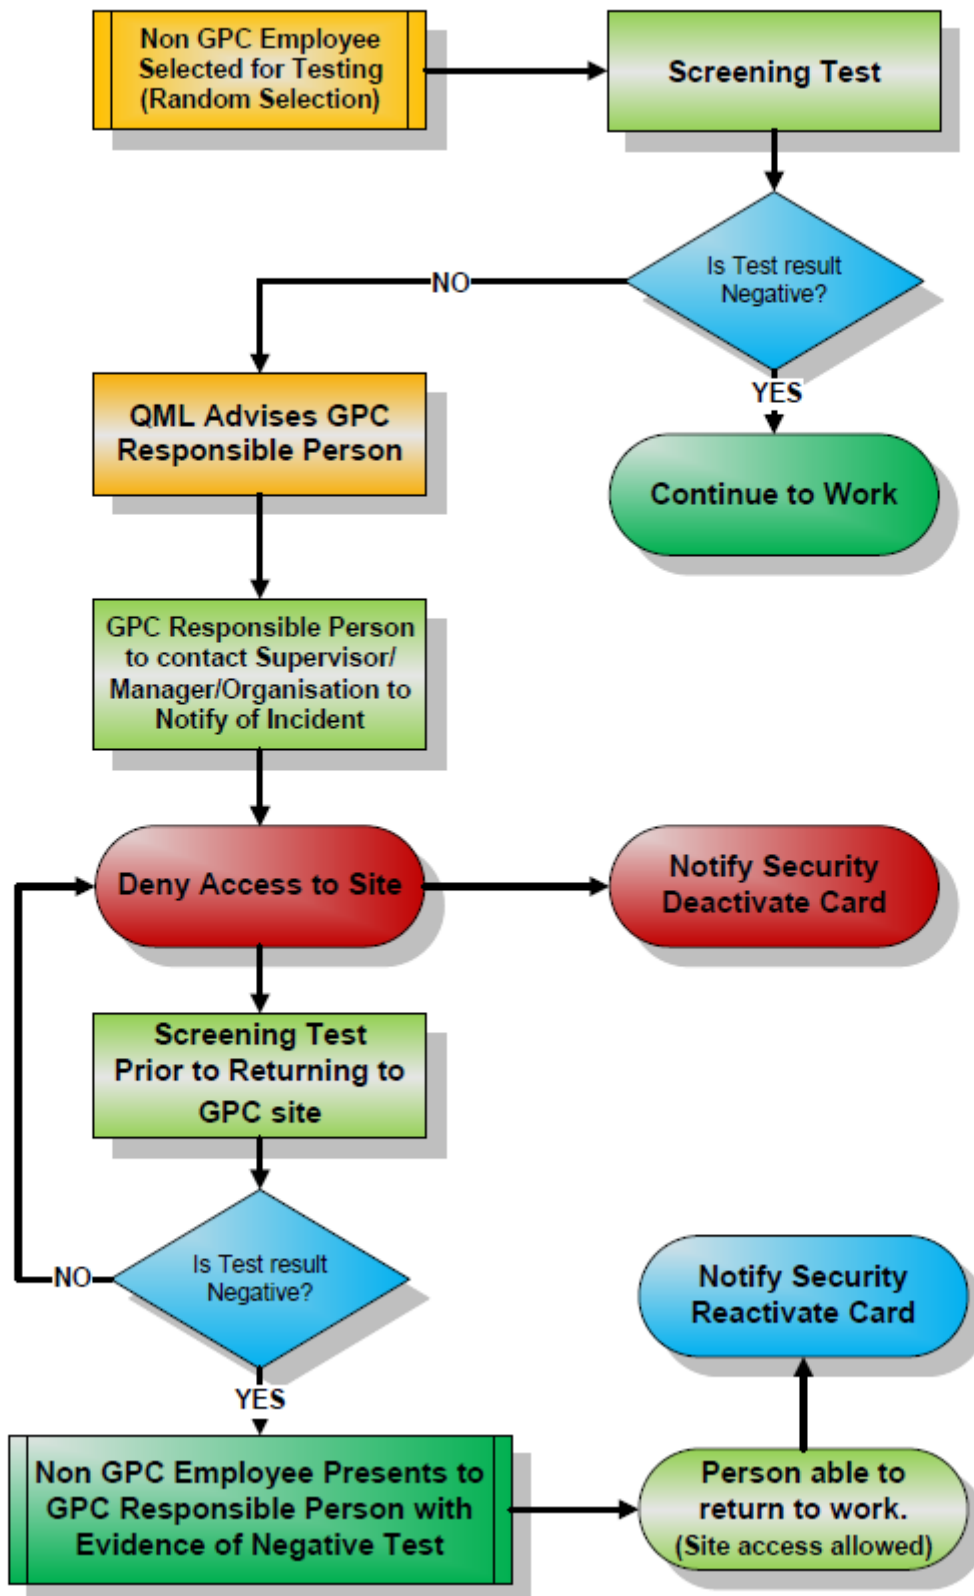 Non GPC Employee
Selected for Testing
(Random Selection)
Screening Test
Is Test result
Negative?
NO
YES
QML Advises GPC
Responsible Person
Continue to Work
GPC Responsible Person
to contact Supervisor/
Manager/Organisation to
Notify of Incident
Deny Access to Site
Notify Security
Deactivate Card
Screening Test
Prior to Returning to
GPC site
Is Test result
Negative?
NO
YES
Notify Security
Reactivate Card
Non GPC Employee Presents to
GPC Responsible Person with
Evidence of Negative Test
Person able to
return to work.
(Site access allowed)